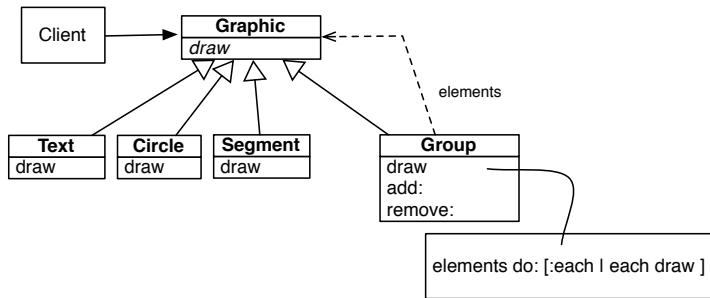 Client
Graphic
draw
elements
Text
draw
Circle
draw
Segment
draw
Group
draw
add:
remove:
elements do: [:each | each draw ]